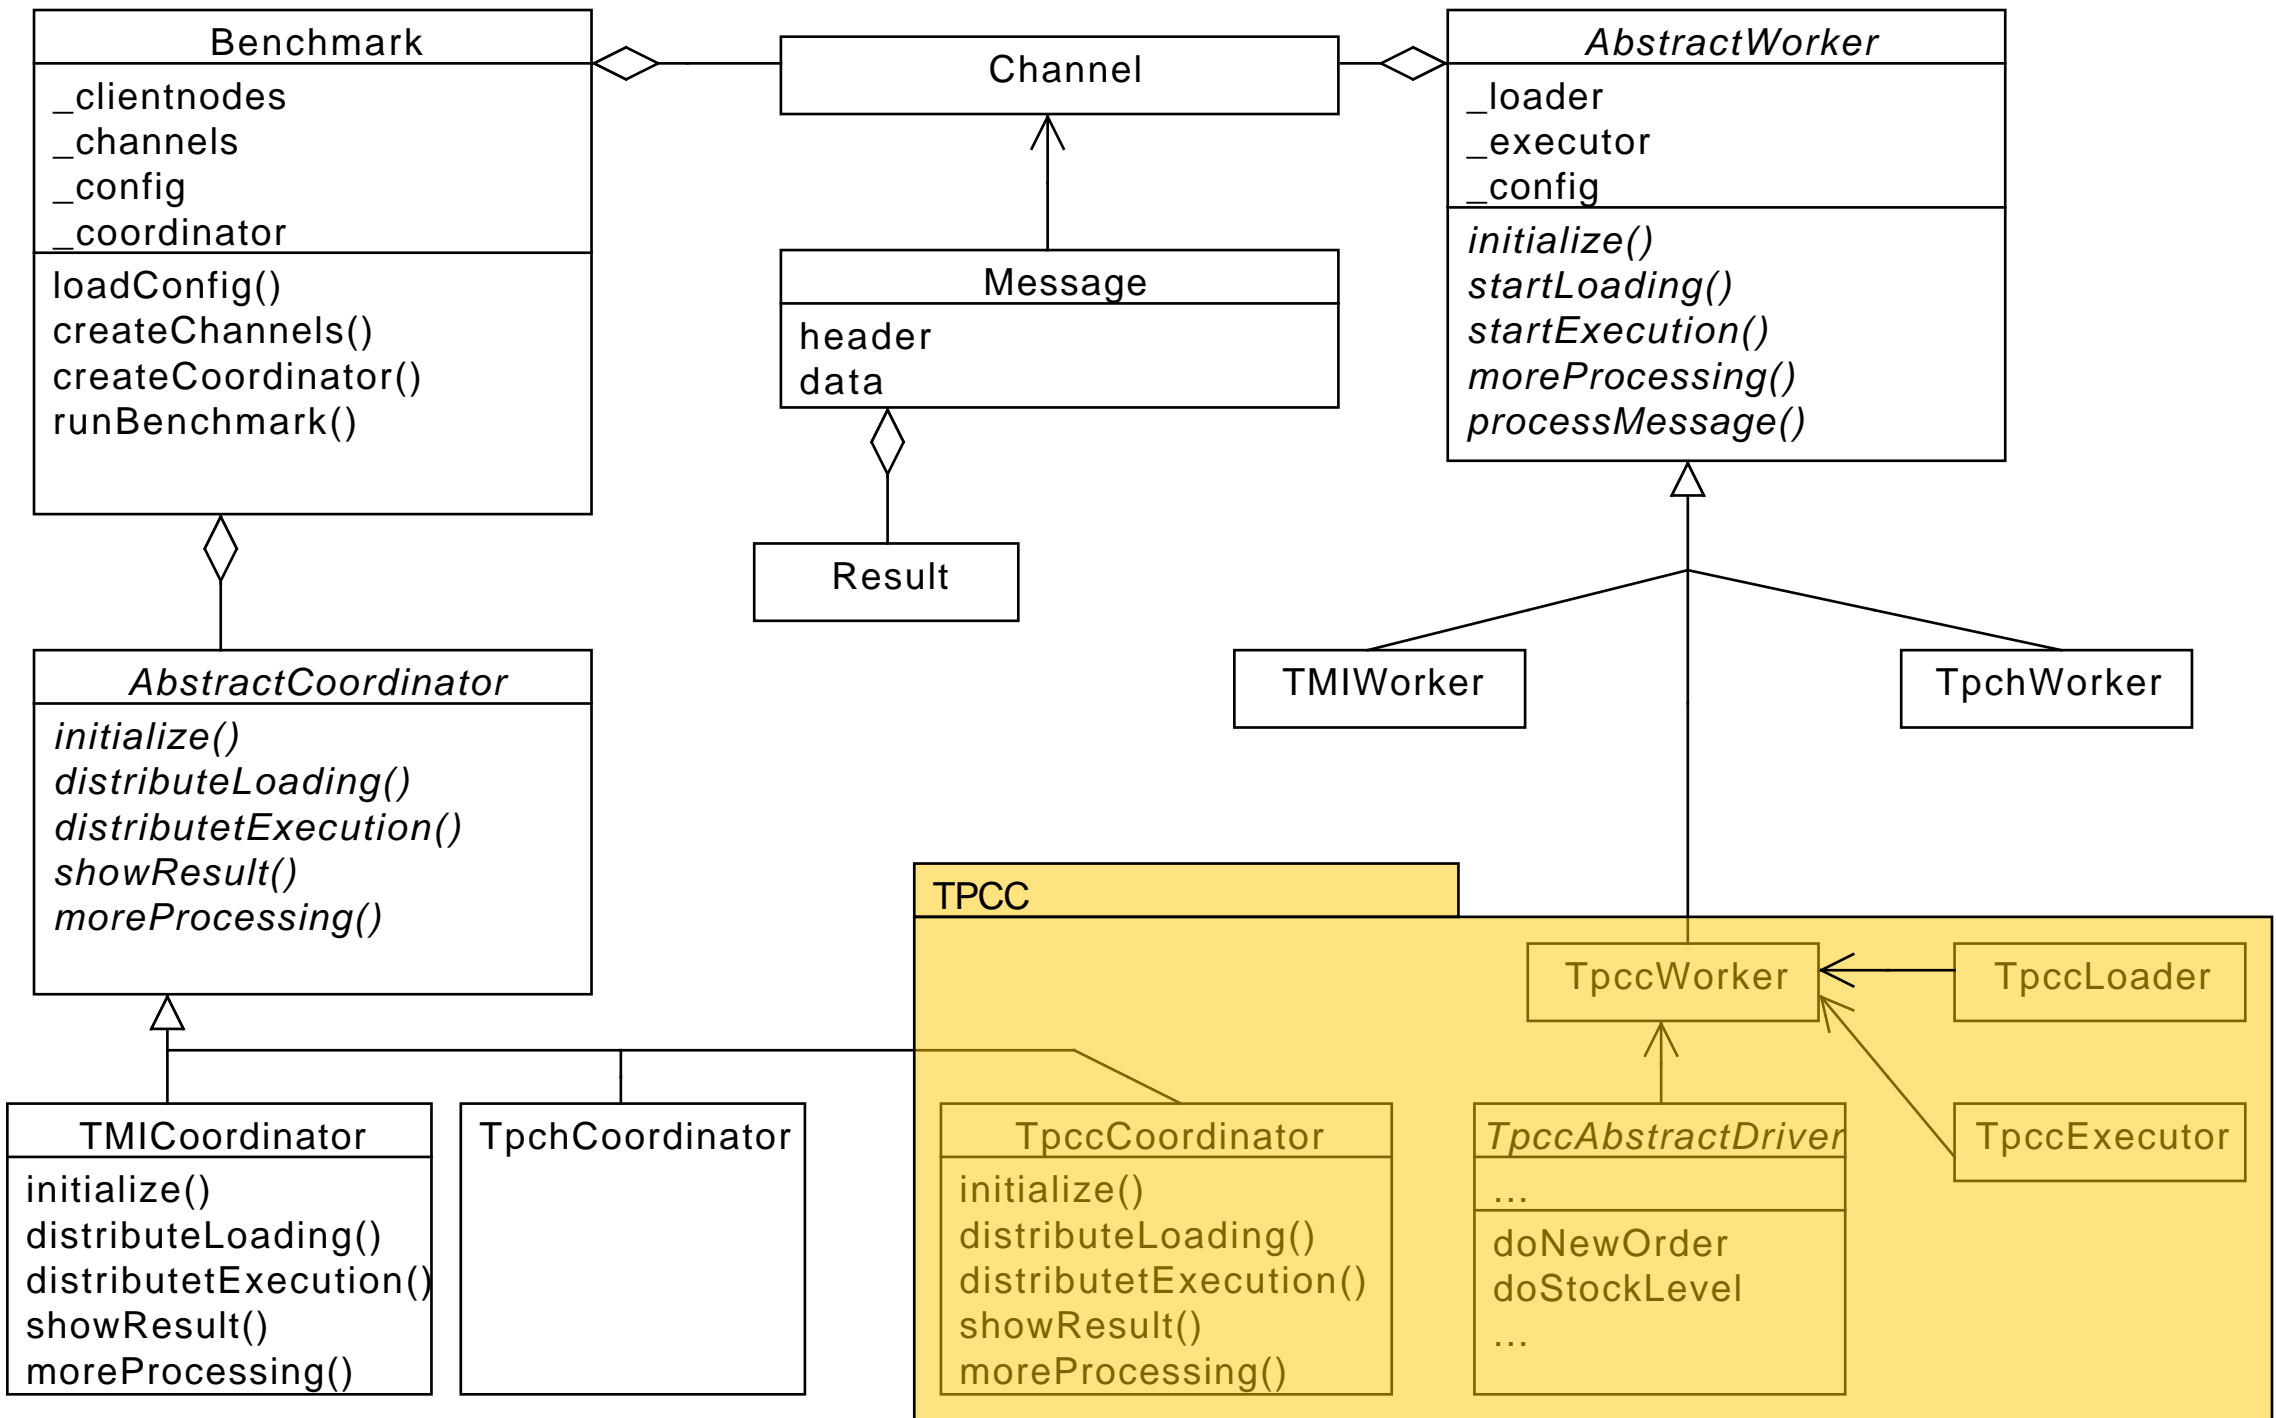 Benchmark
_clientnodes
_channels
_config
_coordinator
loadConfig()
createChannels()
createCoordinator()
runBenchmark()
Channel
Message
header
data
Result
AbstractWorker
_loader
_executor
_config
initialize()
startLoading()
startExecution()
moreProcessing()
processMessage()
TMIWorker
TpchWorker
AbstractCoordinator
initialize()
distributeLoading()
distributetExecution()
showResult()
moreProcessing()
TPCC
TpccWorker
TpccLoader
TMICoordinator
initialize()
distributeLoading()
distributetExecution()
showResult()
moreProcessing()
TpchCoordinator
TpccCoordinator
initialize()
distributeLoading()
distributetExecution()
showResult()
moreProcessing()
TpccAbstractDriver
...
doNewOrder
doStockLevel
...
TpccExecutor